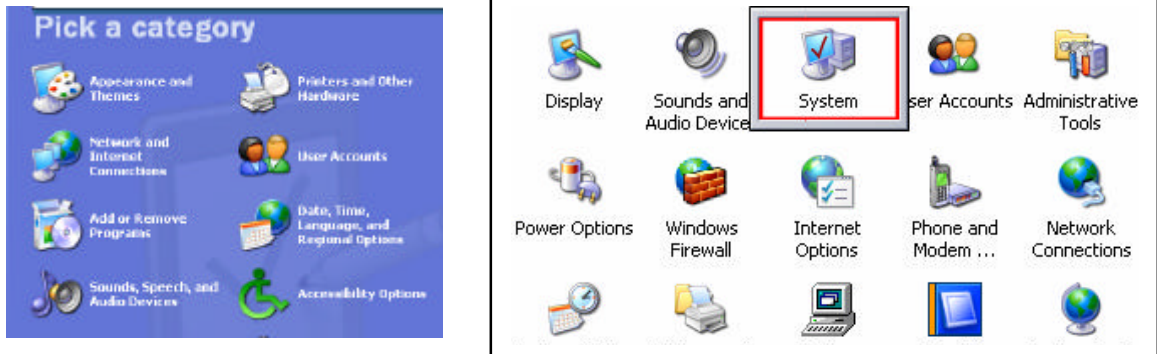 Pick a category
Appearance and
Themes
Printers and Other
Hardware
Network and
Internet
Connections
User Accounts
Add or Remove
Programs
Date, Time,
Language, and
Regional Options
Sounds, Speech, and
Audio Devices
Accessibility Options
Display
Sounds and
Audio Device
System
ser Accounts
Administrative
Tools
Power Options
Windows
Firewall
Internet
Options
Phone and
Modem ...
Network
Connections